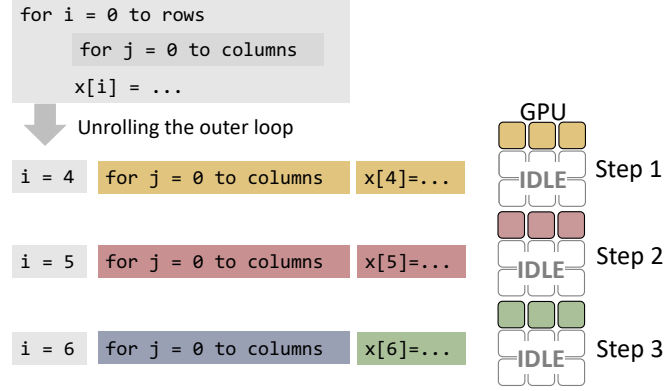 for i = 0 to rows
for j = 0 to columns
x[i] = ...
Unrolling the outer loop
GPU
i = 4 for j = 0 to columns x[4]=... IDLE Step 1
i = 5 for j = 0 to columns x[5]=... IDLE Step 2
i = 6 for j = 0 to columns x[6]=... IDLE Step 3